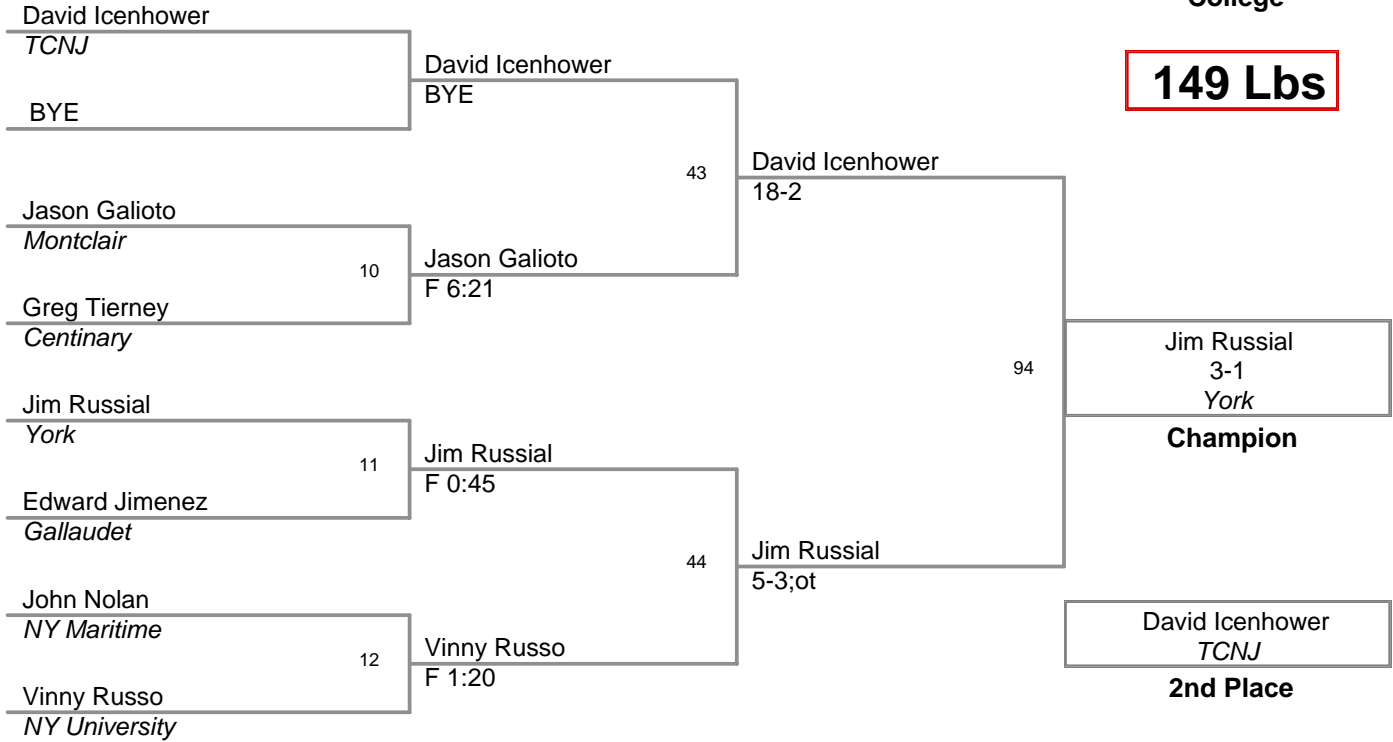 College
149 Lbs
David Icenhower
TCNJ
BYE
Jason Galioto
Montclair
10
Greg Tierney
Centinary
Jim Russial
York
11
Edward Jimenez
Gallaudet
John Nolan
NY Maritime
12
Vinny Russo
NY University
David Icenhower
BYE
43
Jason Galioto
F 6:21
Jim Russial
F 0:45
44
Vinny Russo
F 1:20
David Icenhower
18-2
94
Jim Russial
5-3;ot
Jim Russial
3-1
York
Champion
David Icenhower
TCNJ
2nd Place